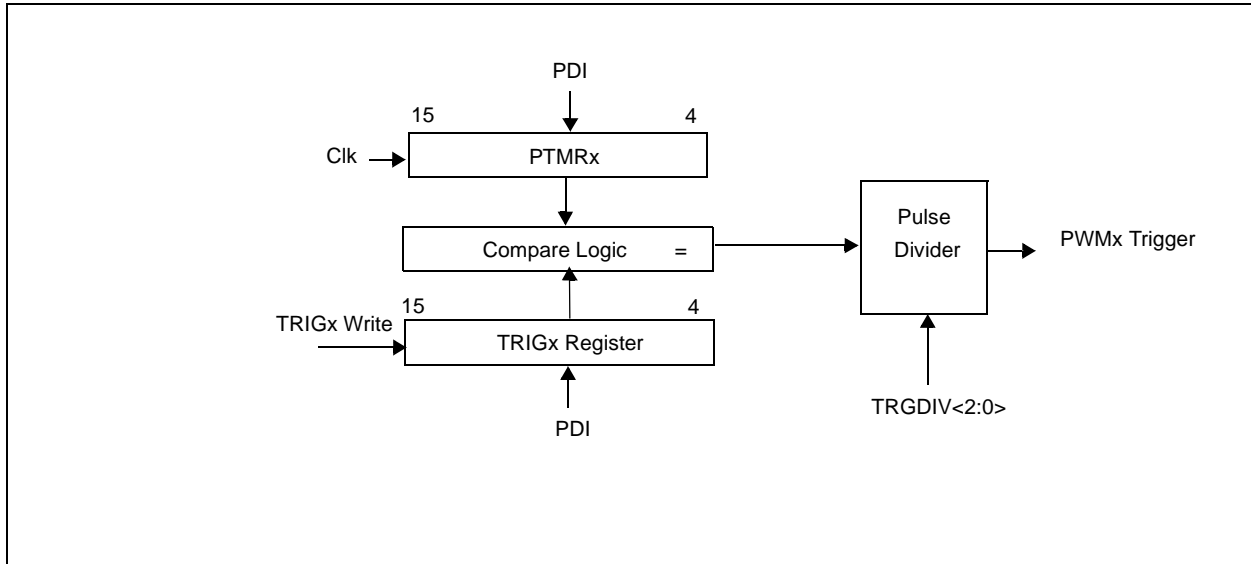 PDI
15 4
Clk PTMRx
Compare Logic =
Pulse
Divider
PWMx Trigger
15 4
TRIGx Write
TRIGx Register
TRGDIV<2:0>
PDI